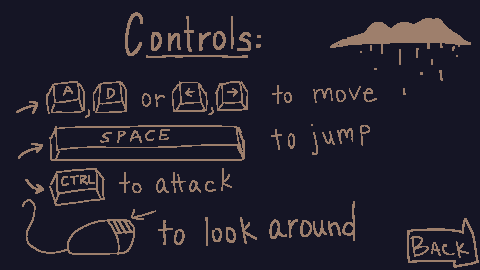 Controls:
A, D or ←, → to move
SPACE to jump
CTRL to attack
to look around
BACK